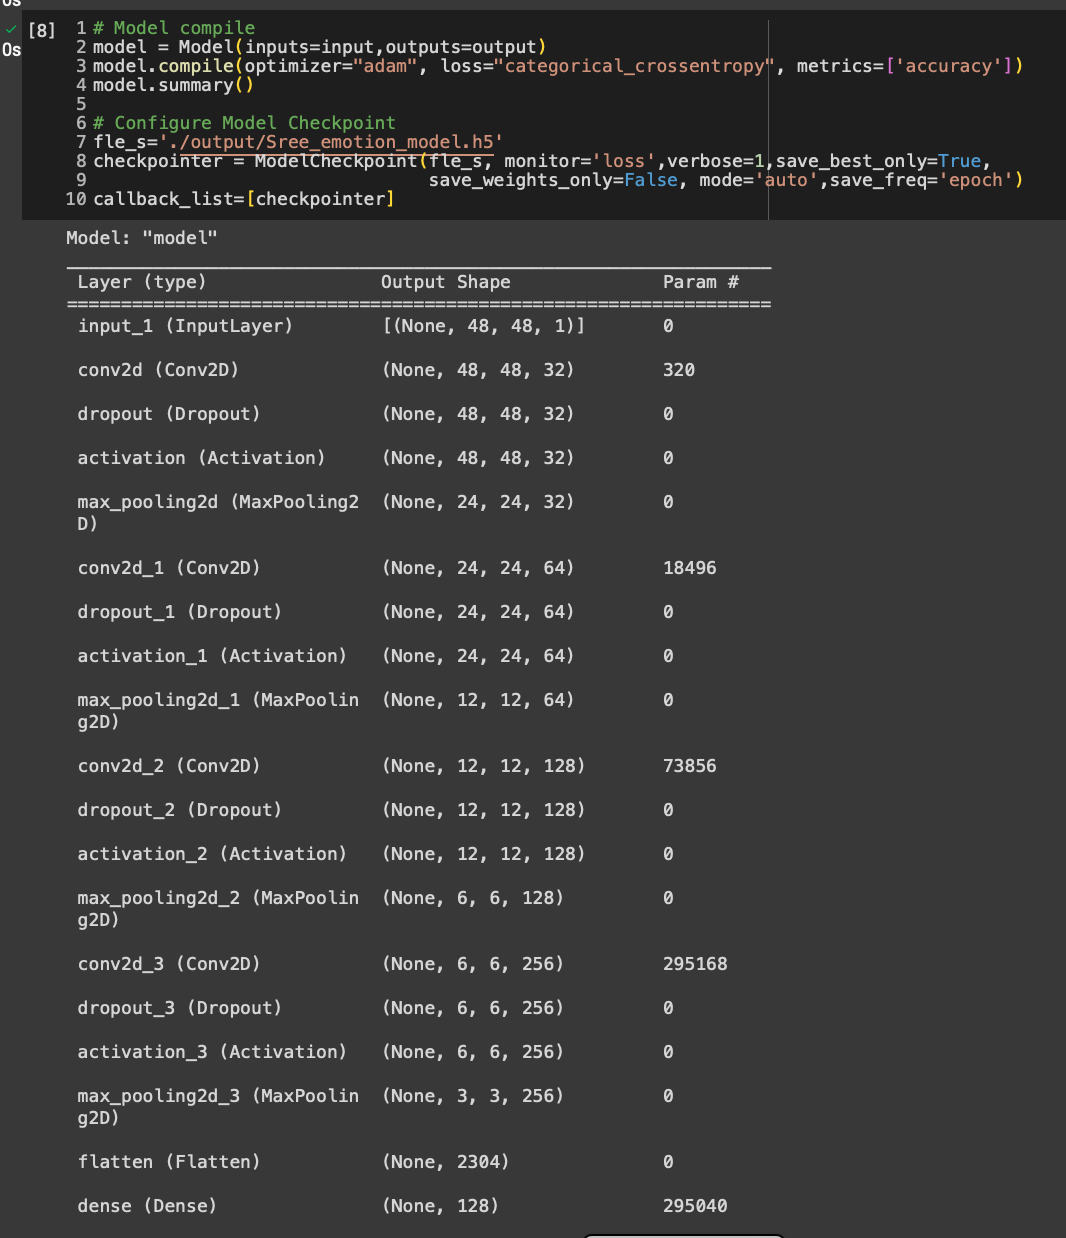 0s
[8] 1 # Model compile
0s 2 model = Model(inputs=input,outputs=output)
3 model.compile(optimizer="adam", loss="categorical_crossentropy", metrics=['accuracy'])
4 model.summary()
5
6 # Configure Model Checkpoint
7 fle_s='./output/Sree_emotion_model.h5'
8 checkpointer = ModelCheckpoint(fle_s, monitor='loss',verbose=1,save_best_only=True,
9 save_weights_only=False, mode='auto',save_freq='epoch')
10 callback_list=[checkpointer]
Model: "model"
Layer (type) Output Shape Param #
=================================================================
input_1 (InputLayer) [(None, 48, 48, 1)] 0
conv2d (Conv2D) (None, 48, 48, 32) 320
dropout (Dropout) (None, 48, 48, 32) 0
activation (Activation) (None, 48, 48, 32) 0
max_pooling2d (MaxPooling2 (None, 24, 24, 32) 0
D)
conv2d_1 (Conv2D) (None, 24, 24, 64) 18496
dropout_1 (Dropout) (None, 24, 24, 64) 0
activation_1 (Activation) (None, 24, 24, 64) 0
max_pooling2d_1 (MaxPoolin (None, 12, 12, 64) 0
g2D)
conv2d_2 (Conv2D) (None, 12, 12, 128) 73856
dropout_2 (Dropout) (None, 12, 12, 128) 0
activation_2 (Activation) (None, 12, 12, 128) 0
max_pooling2d_2 (MaxPoolin (None, 6, 6, 128) 0
g2D)
conv2d_3 (Conv2D) (None, 6, 6, 256) 295168
dropout_3 (Dropout) (None, 6, 6, 256) 0
activation_3 (Activation) (None, 6, 6, 256) 0
max_pooling2d_3 (MaxPoolin (None, 3, 3, 256) 0
g2D)
flatten (Flatten) (None, 2304) 0
dense (Dense) (None, 128) 295040